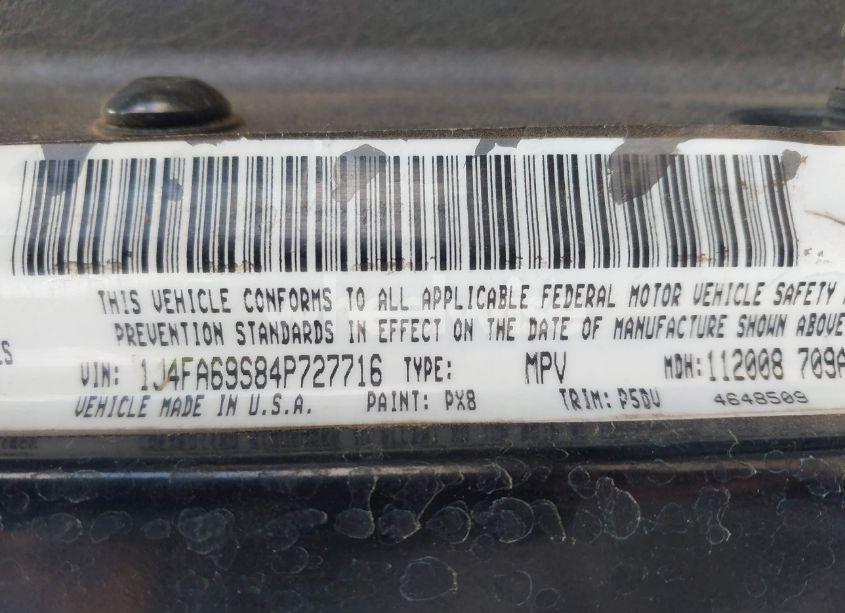 THIS VEHICLE CONFORMS TO ALL APPLICABLE FEDERAL MOTOR VEHICLE SAFETY
PREVENTION STANDARDS IN EFFECT ON THE DATE OF MANUFACTURE SHOWN ABOVE
VIN: 1J4FA69S84P727716 TYPE: MPV MDH:112008 709A
VEHICLE MADE IN U.S.A. PAINT: PX8 TRIM: P5DV 4648509